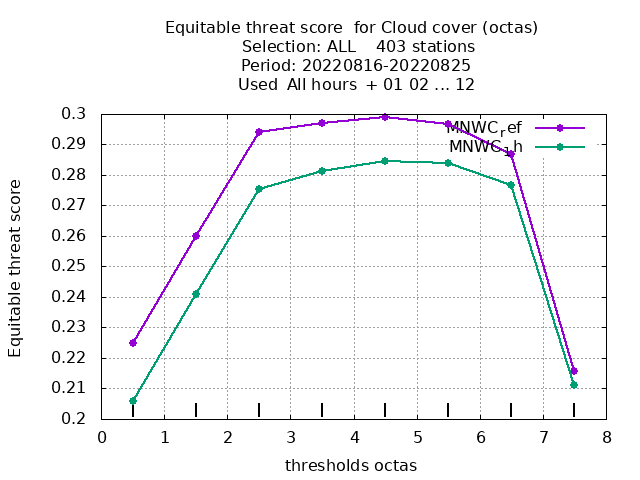 Equitable threat score for Cloud cover (octas)
Selection: ALL 403 stations
Period: 20220816-20220825
Used All hours + 01 02 ... 12
MNWC_ref
MNWC_1h
Equitable threat score
0.3
0.29
0.28
0.27
0.26
0.25
0.24
0.23
0.22
0.21
0.2
0 1 2 3 4 5 6 7 8
thresholds octas